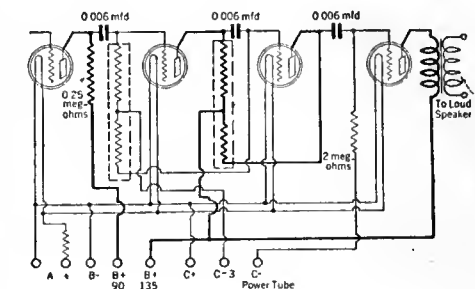 0.006 mfd
0.006 mfd
0.006 mfd
0.25
meg-
ohms
2 meg
ohms
To Loud
Speaker
A + B- B+ B+ C+ C-3 C-
90 135 Power Tube